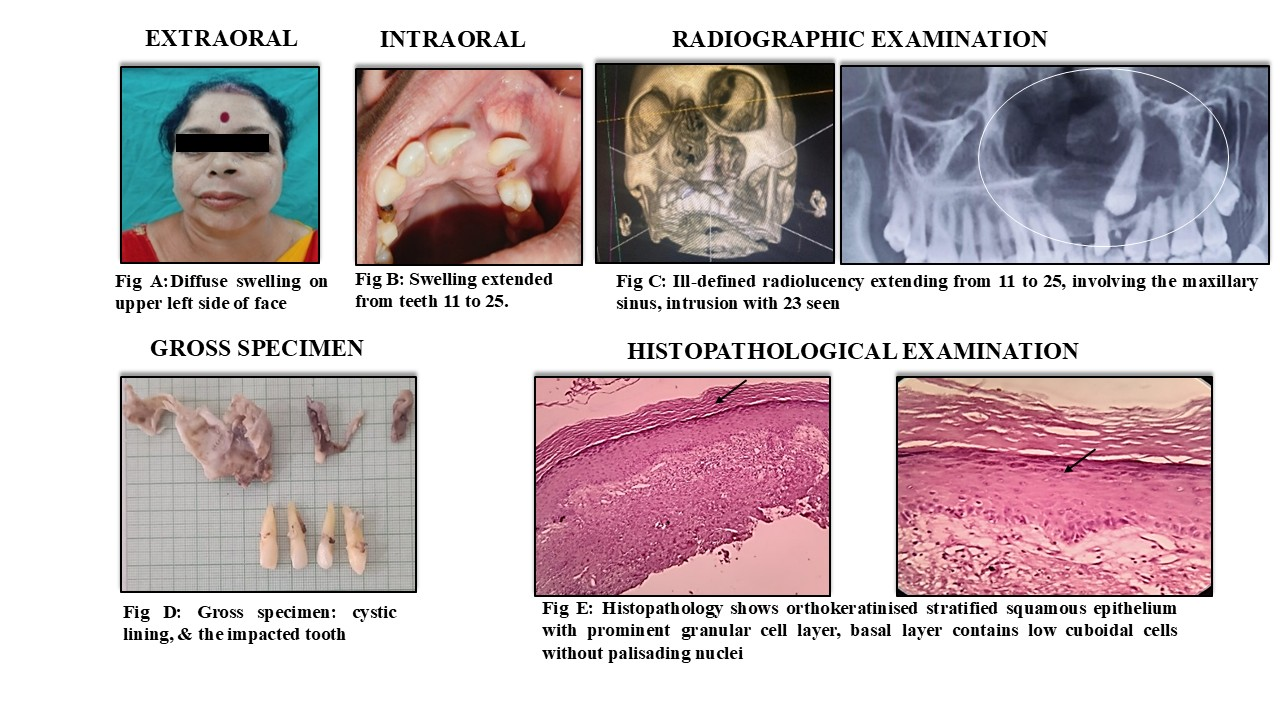 EXTRAORAL
INTRAORAL
RADIOGRAPHIC EXAMINATION
Fig A:Diffuse swelling on
upper left side of face
Fig B: Swelling extended
from teeth 11 to 25.
Fig C: Ill-defined radiolucency extending from 11 to 25, involving the maxillary
sinus, intrusion with 23 seen
GROSS SPECIMEN
HISTOPATHOLOGICAL EXAMINATION
Fig D: Gross specimen: cystic
lining, & the impacted tooth
Fig E: Histopathology shows orthokeratinised stratified squamous epithelium
with prominent granular cell layer, basal layer contains low cuboidal cells
without palisading nuclei